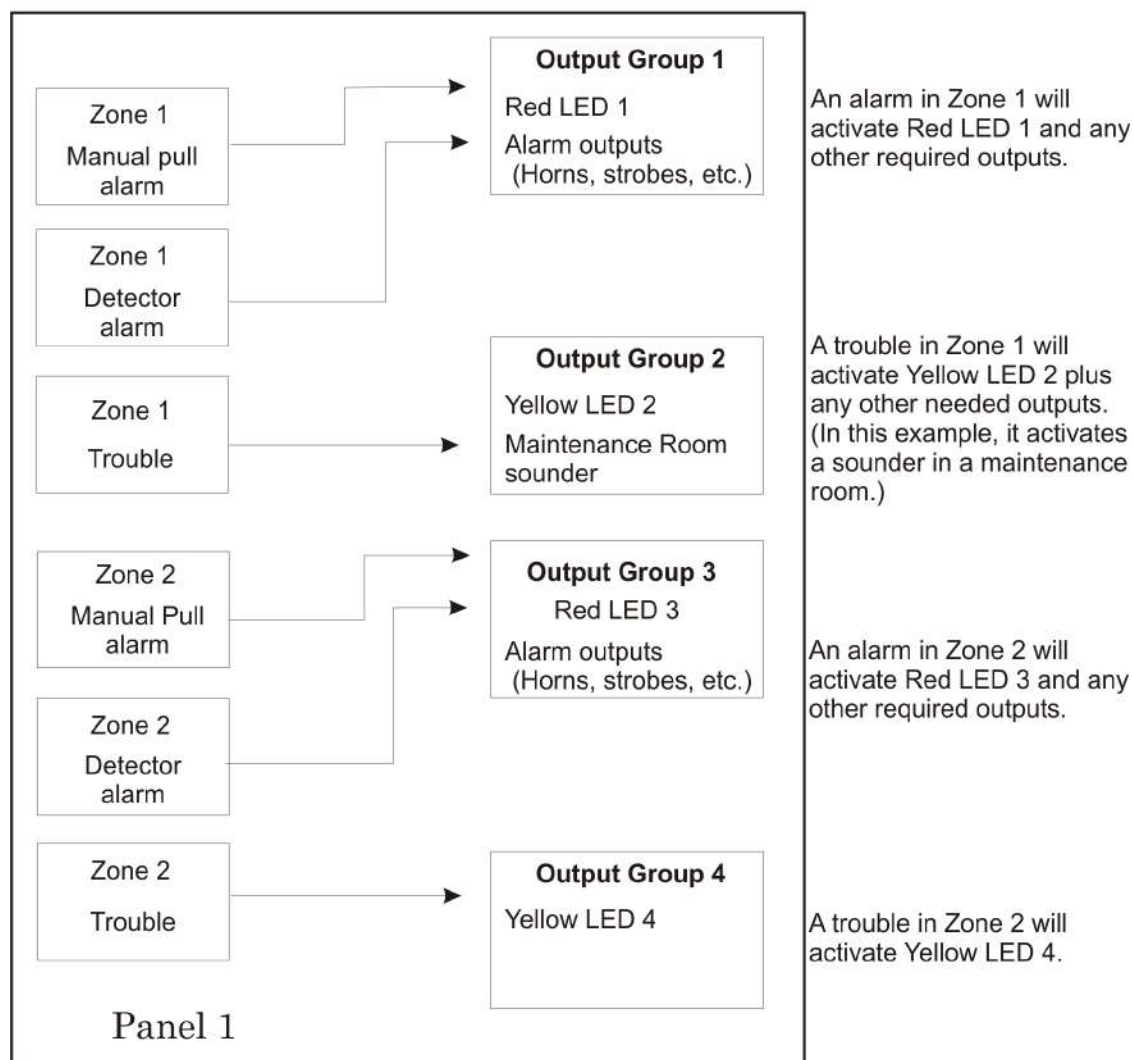 Zone 1
Manual pull
alarm
Output Group 1
Red LED 1
Alarm outputs
(Horns, strobes, etc.)
An alarm in Zone 1 will
activate Red LED 1 and any
other required outputs.
Zone 1
Detector
alarm
Zone 1
Trouble
Output Group 2
Yellow LED 2
Maintenance Room
sounder
A trouble in Zone 1 will
activate Yellow LED 2 plus
any other needed outputs.
(In this example, it activates
a sounder in a maintenance
room.)
Zone 2
Manual Pull
alarm
Output Group 3
Red LED 3
Alarm outputs
(Horns, strobes, etc.)
An alarm in Zone 2 will
activate Red LED 3 and any
other required outputs.
Zone 2
Detector
alarm
Zone 2
Trouble
Output Group 4
Yellow LED 4
A trouble in Zone 2 will
activate Yellow LED 4.
Panel 1